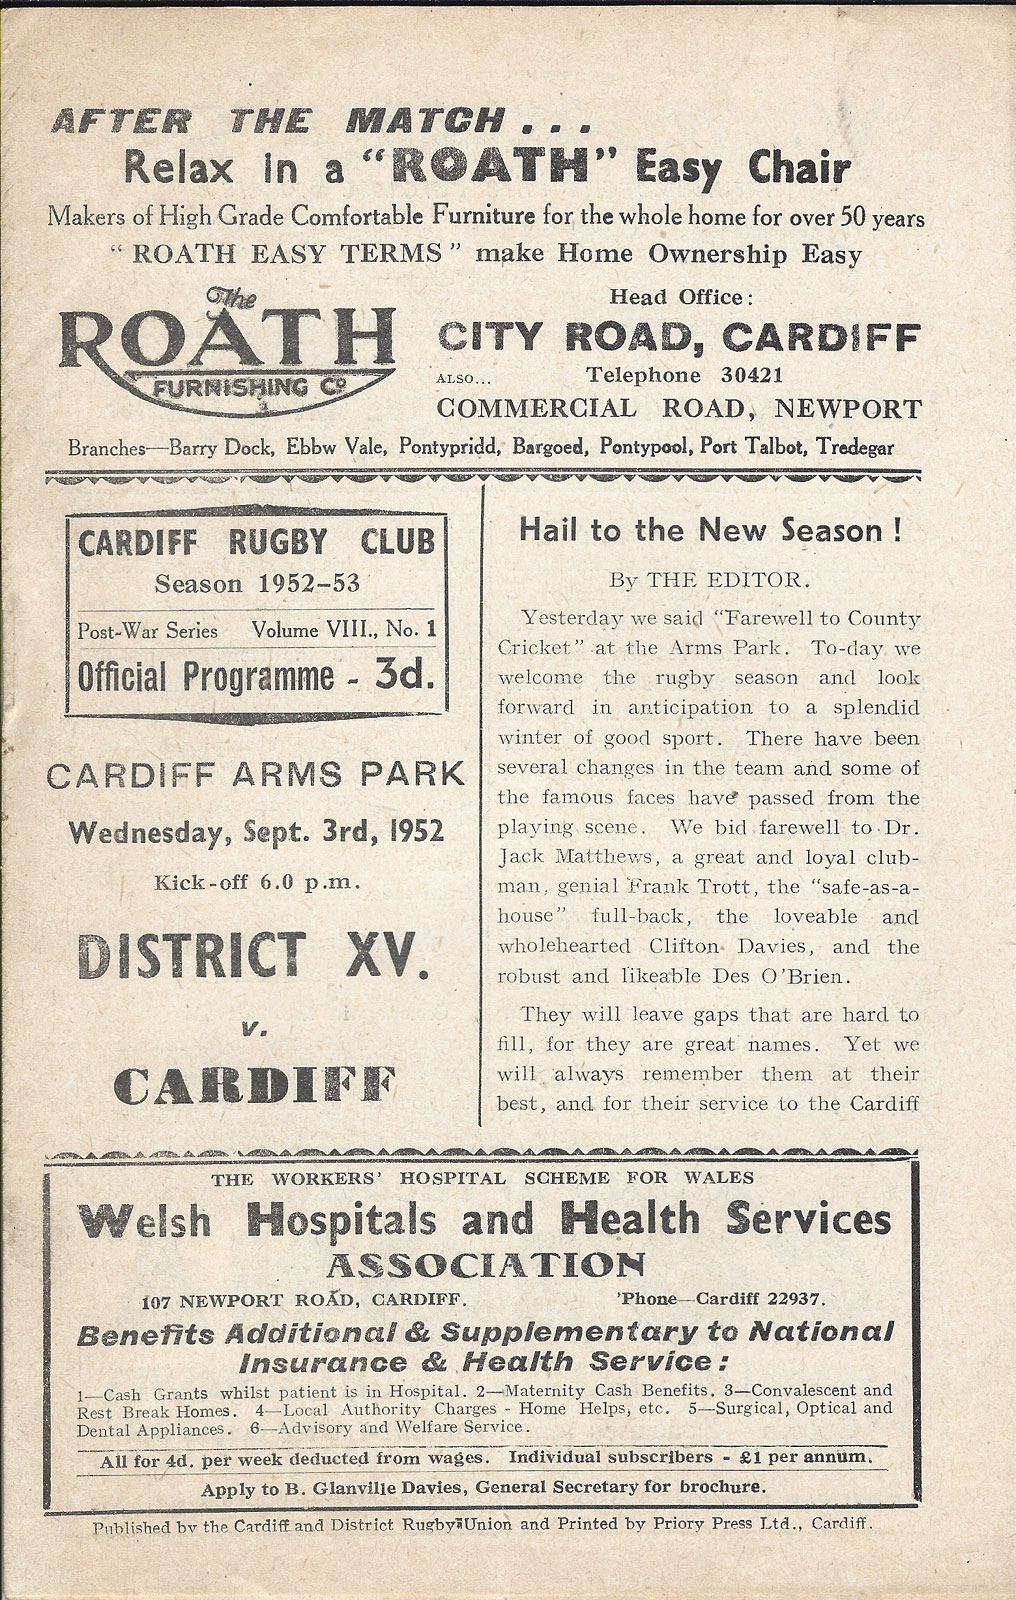 AFTER THE MATCH . . .
Relax in a "ROATH" Easy Chair
Makers of High Grade Comfortable Furniture for the whole home for over 50 years
"ROATH EASY TERMS" make Home Ownership Easy
The
ROATH
FURNISHING Co
Head Office:
CITY ROAD, CARDIFF
ALSO... Telephone 30421
COMMERCIAL ROAD, NEWPORT
Branches—Barry Dock, Ebbw Vale, Pontypridd, Bargoed, Pontypool, Port Talbot, Tredegar
CARDIFF RUGBY CLUB
Season 1952-53
Post-War Series Volume VIII., No. 1
Official Programme - 3d.
CARDIFF ARMS PARK
Wednesday, Sept. 3rd, 1952
Kick-off 6.0 p.m.
DISTRICT XV.
v.
CARDIFF
Hail to the New Season !
By THE EDITOR.
Yesterday we said "Farewell to County
Cricket" at the Arms Park. To-day we
welcome the rugby season and look
forward in anticipation to a splendid
winter of good sport. There have been
several changes in the team and some of
the famous faces have passed from the
playing scene. We bid farewell to Dr.
Jack Matthews, a great and loyal club-
man, genial Frank Trott, the "safe-as-a-
house" full-back, the loveable and
wholehearted Clifton Davies, and the
robust and likeable Des O'Brien.
They will leave gaps that are hard to
fill, for they are great names. Yet we
will always remember them at their
best, and for their service to the Cardiff
THE WORKERS' HOSPITAL SCHEME FOR WALES
Welsh Hospitals and Health Services
ASSOCIATION
107 NEWPORT ROAD, CARDIFF. 'Phone—Cardiff 22937.
Benefits Additional & Supplementary to National
Insurance & Health Service :
1—Cash Grants whilst patient is in Hospital. 2—Maternity Cash Benefits. 3—Convalescent and
Rest Break Homes. 4—Local Authority Charges - Home Helps, etc. 5—Surgical, Optical and
Dental Appliances. 6—Advisory and Welfare Service.
All for 4d. per week deducted from wages. Individual subscribers - £1 per annum.
Apply to B. Glanville Davies, General Secretary for brochure.
Published by the Cardiff and District Rugby Union and Printed by Priory Press Ltd., Cardiff.